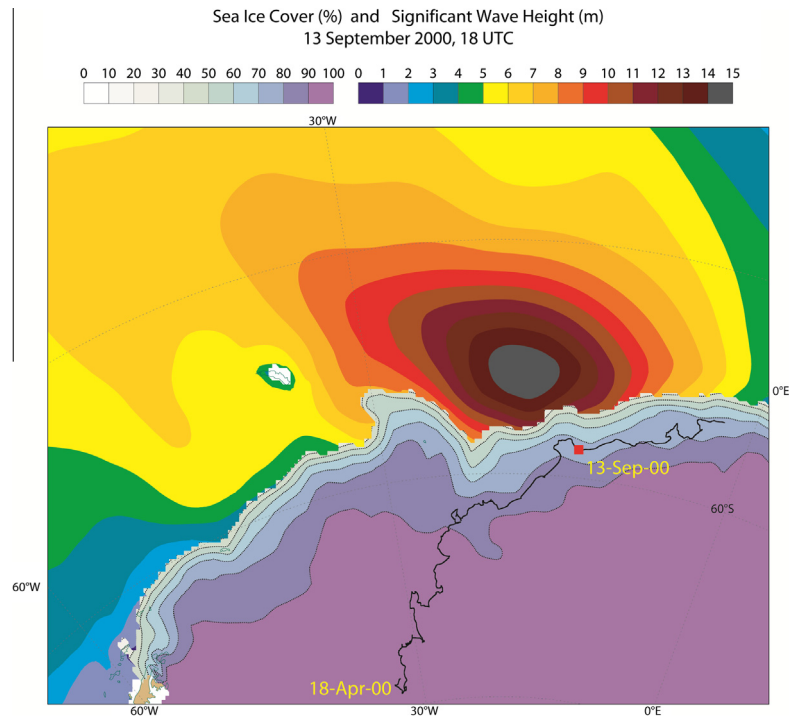 Sea Ice Cover (%) and Significant Wave Height (m)
13 September 2000, 18 UTC
0 10 20 30 40 50 60 70 80 90 100 0 1 2 3 4 5 6 7 8 9 10 11 12 13 14 15
30°W
0°E
13-Sep-00
60°S
60°W
18-Apr-00
60°W 30°W 0°E